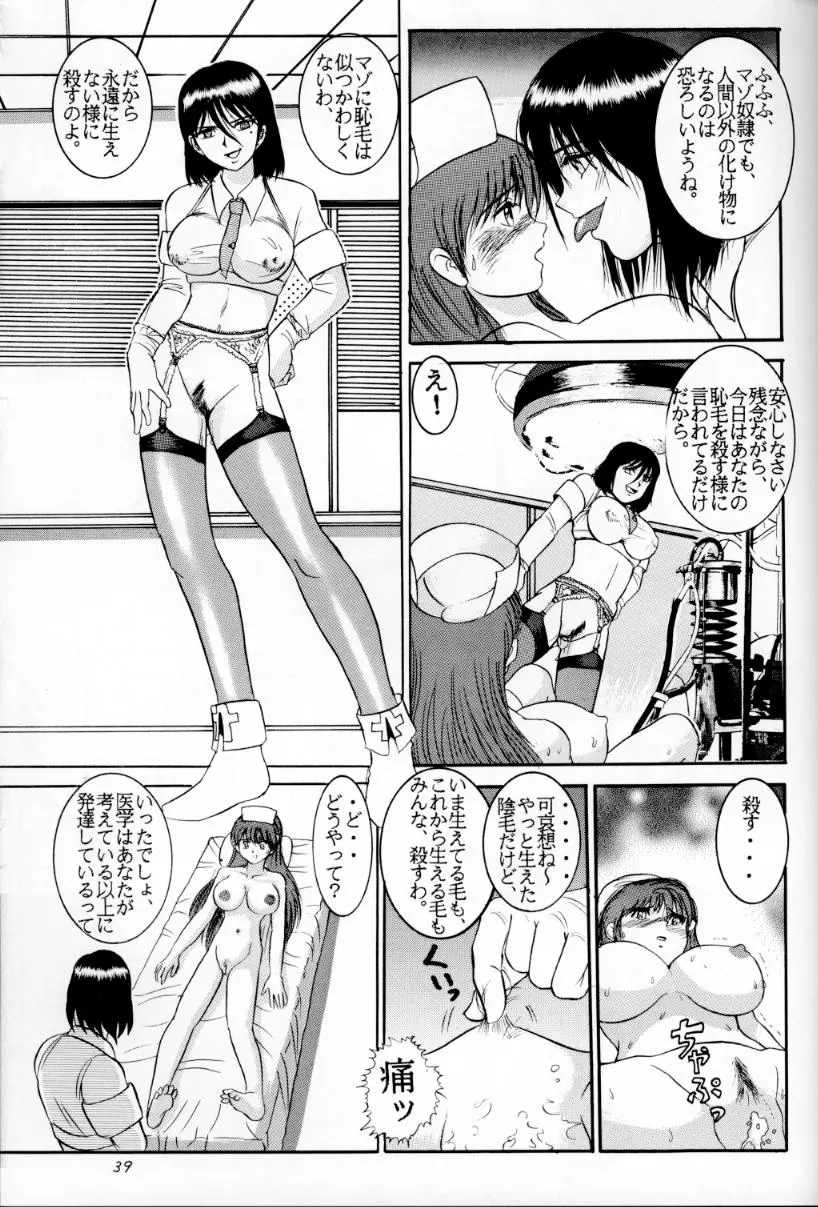 ふふふ、
マゾ奴隷でも、
人間以外の化け物に
なるのは
恐ろしいようね。
安心しなさい
残念ながら、
今日はあなたの
恥毛を殺す様に
言われてるだけ
だから。
え！
マゾに恥毛は
似つかわしく
ないわ、
だから
永遠に生え
ない様に
殺すのよ。
殺す・・・
ちゃぷっ
・・・・
可哀想ね～
やっと生えた
陰毛だけど、
いま生えてる毛も、
これから生える毛も
みんな、殺すわ。
くいっ
痛ッ
・ど・・
どうやって？
いったでしょ、
医学はあなたが
考えている以上に
発達しているって
39